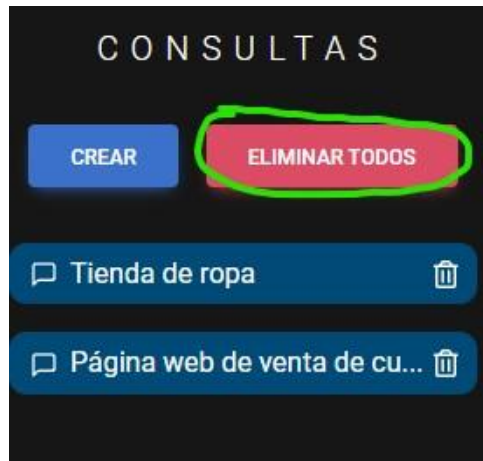 CONSULTAS
CREAR
ELIMINAR TODOS
Tienda de ropa
Página web de venta de cu...